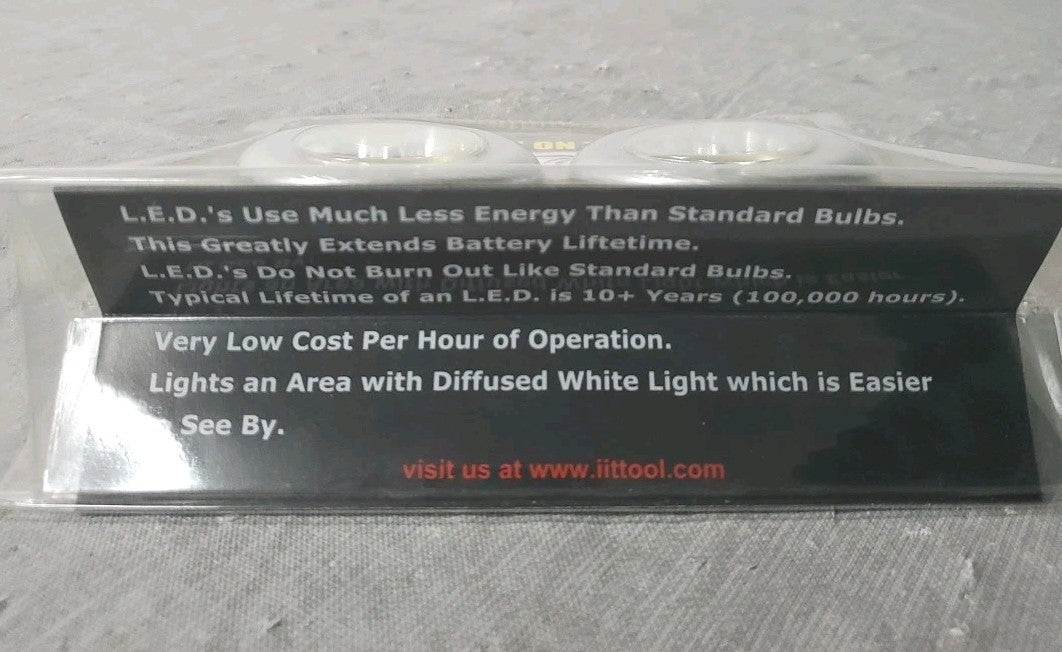 ON
L.E.D.'s Use Much Less Energy Than Standard Bulbs.
This Greatly Extends Battery Liftetime.
L.E.D.'s Do Not Burn Out Like Standard Bulbs.
Typical Lifetime of an L.E.D. is 10+ Years (100,000 hours).
Very Low Cost Per Hour of Operation.
Lights an Area with Diffused White Light which is Easier
See By.
visit us at www.iittool.com